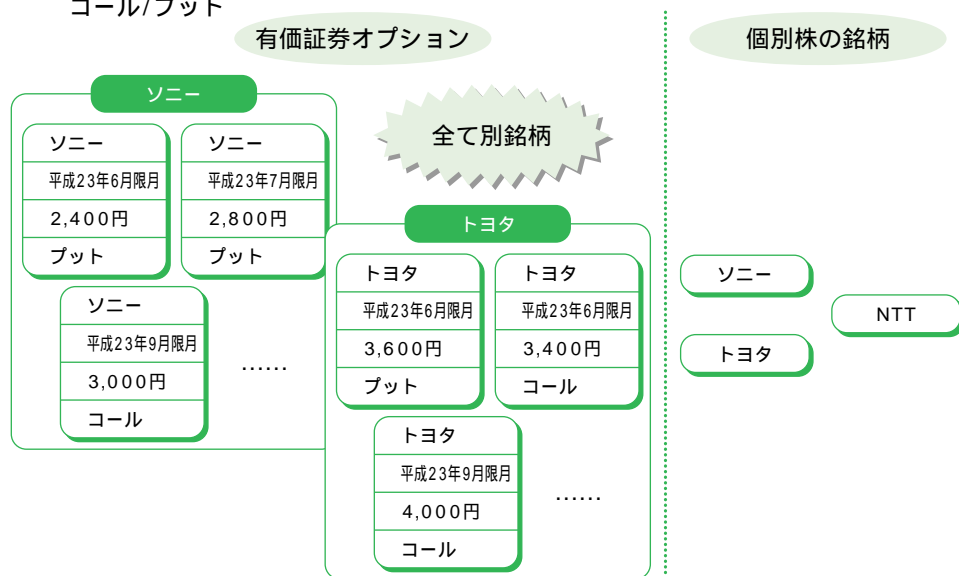 コール/プット
有価証券オプション
個別株の銘柄
ソニー
全て別銘柄
ソニー
平成23年6月限月
2,400円
プット
ソニー
平成23年7月限月
2,800円
プット
ソニー
平成23年9月限月
3,000円
コール
……
トヨタ
トヨタ
平成23年6月限月
3,600円
プット
トヨタ
平成23年6月限月
3,400円
コール
トヨタ
平成23年9月限月
4,000円
コール
……
ソニー
NTT
トヨタ